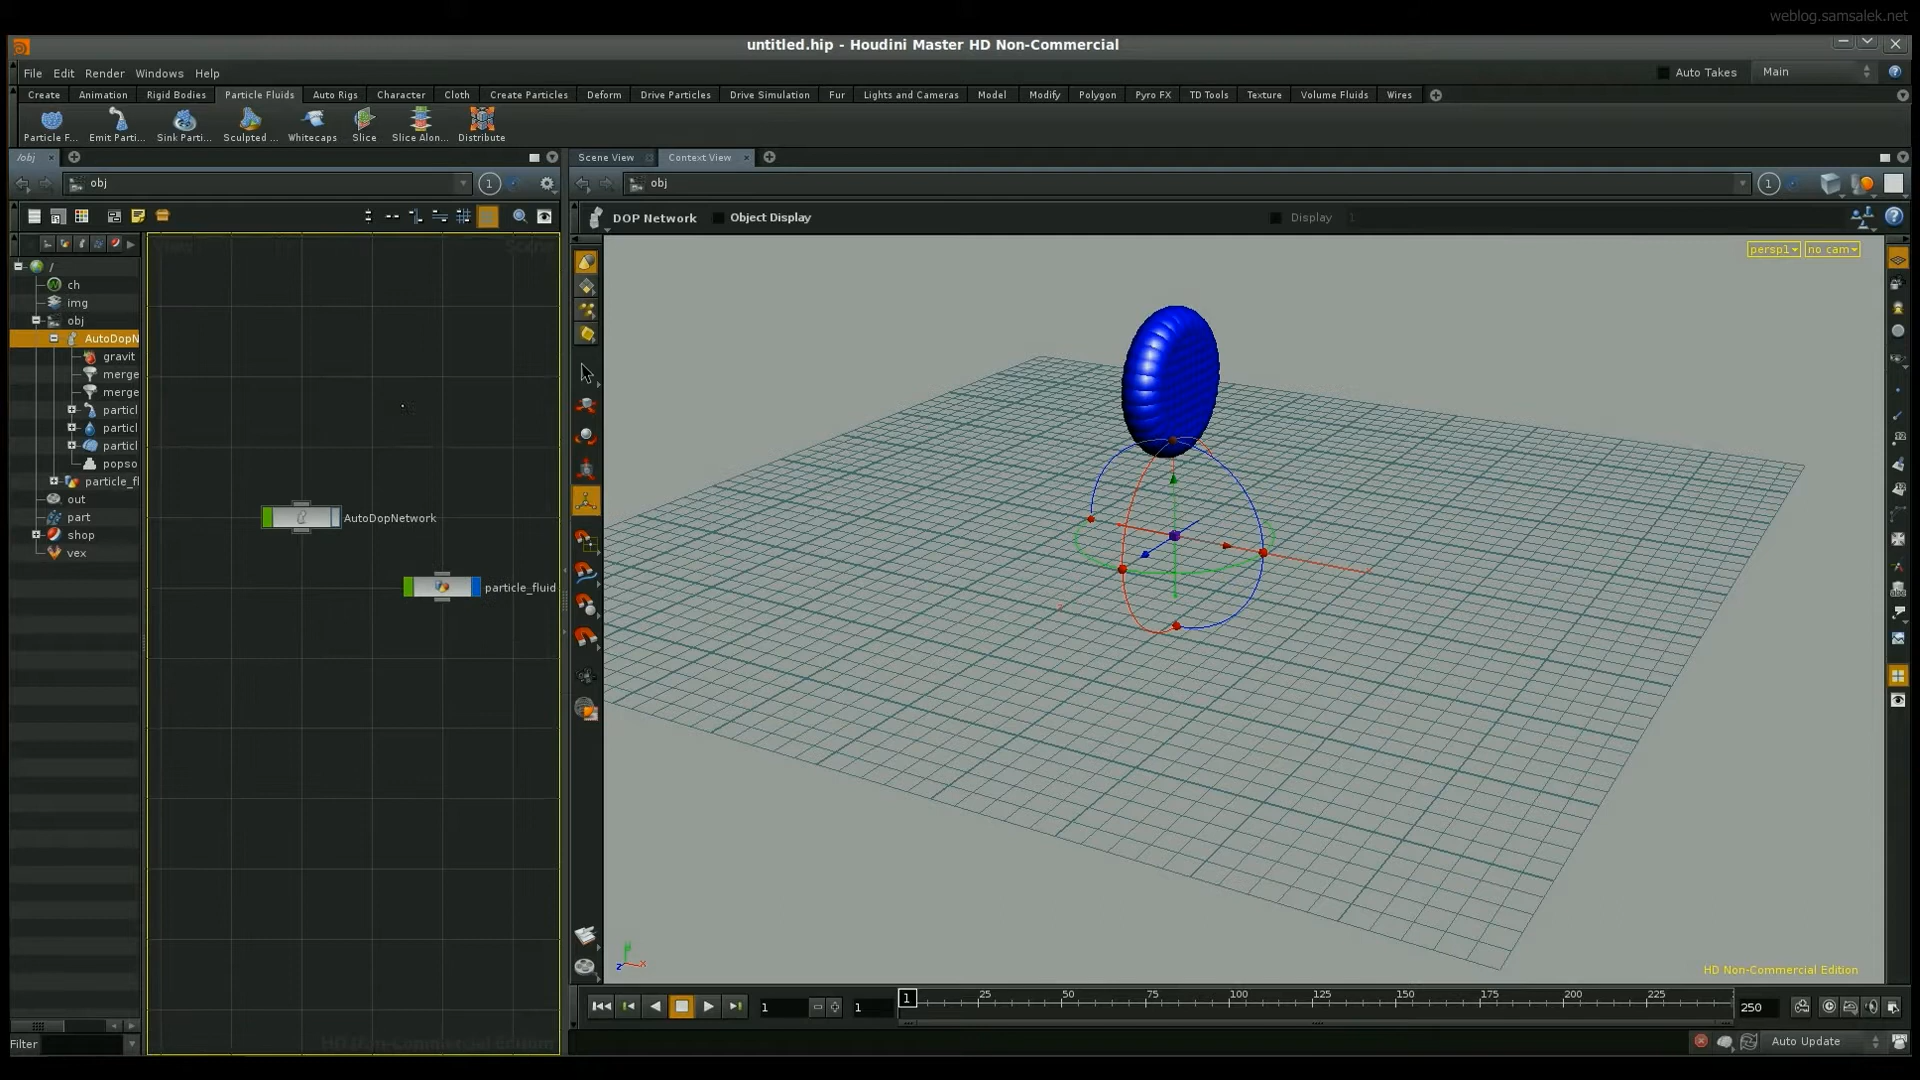 weblog.samsalek.net
untitled.hip - Houdini Master HD Non-Commercial
File Edit Render Windows Help
Auto Takes Main
Create Animation Rigid Bodies Particle Fluids Auto Rigs Character Cloth Create Particles Deform Drive Particles Drive Simulation Fur Lights and Cameras Model Modify Polygon Pyro FX TD Tools Texture Volume Fluids Wires
Particle F... Emit Parti... Sink Parti... Sculpted ... Whitecaps Slice Slice Alon... Distribute
/obj Scene View Context View
obj 1 obj 1
DOP Network Object Display Display 1
persp1 no cam
/
ch
img
obj
AutoDopN
gravit
merge
merge
particl
particl
particl
popso
particle_fl
out
part
shop
vex
AutoDopNetwork
particle_fluid
HD Non-Commercial Edition
1 1 1 25 50 75 100 125 150 175 200 225 250
Filter
Auto Update